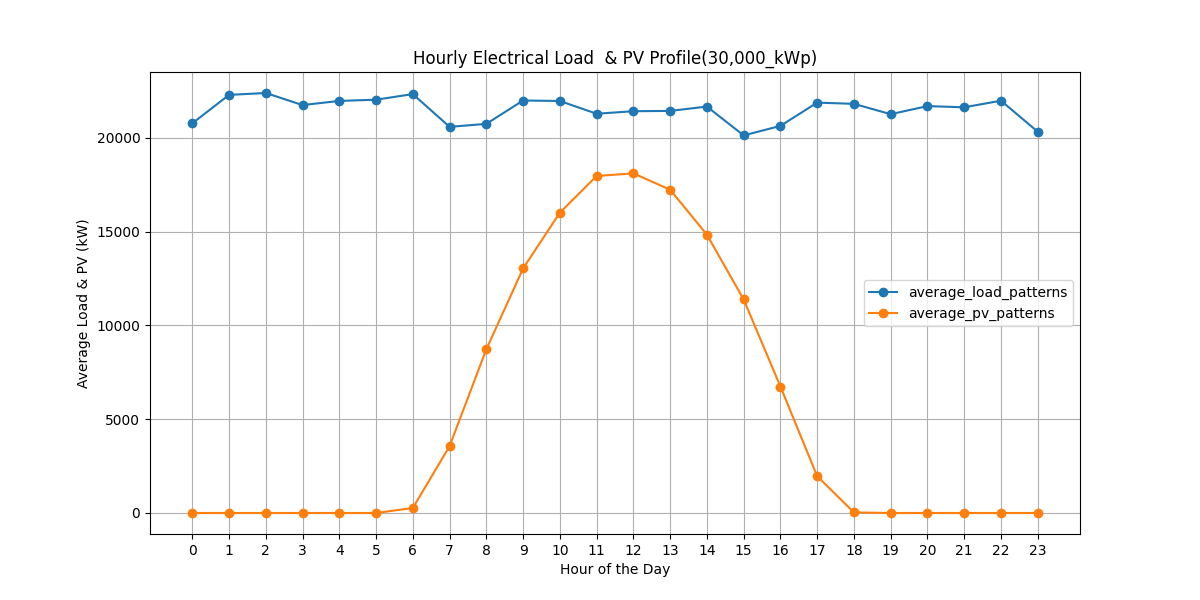 Hourly Electrical Load  & PV Profile(30,000_kWp)
Average Load & PV (kW)
20000
15000
10000
5000
0
average_load_patterns
average_pv_patterns
0 1 2 3 4 5 6 7 8 9 10 11 12 13 14 15 16 17 18 19 20 21 22 23
Hour of the Day